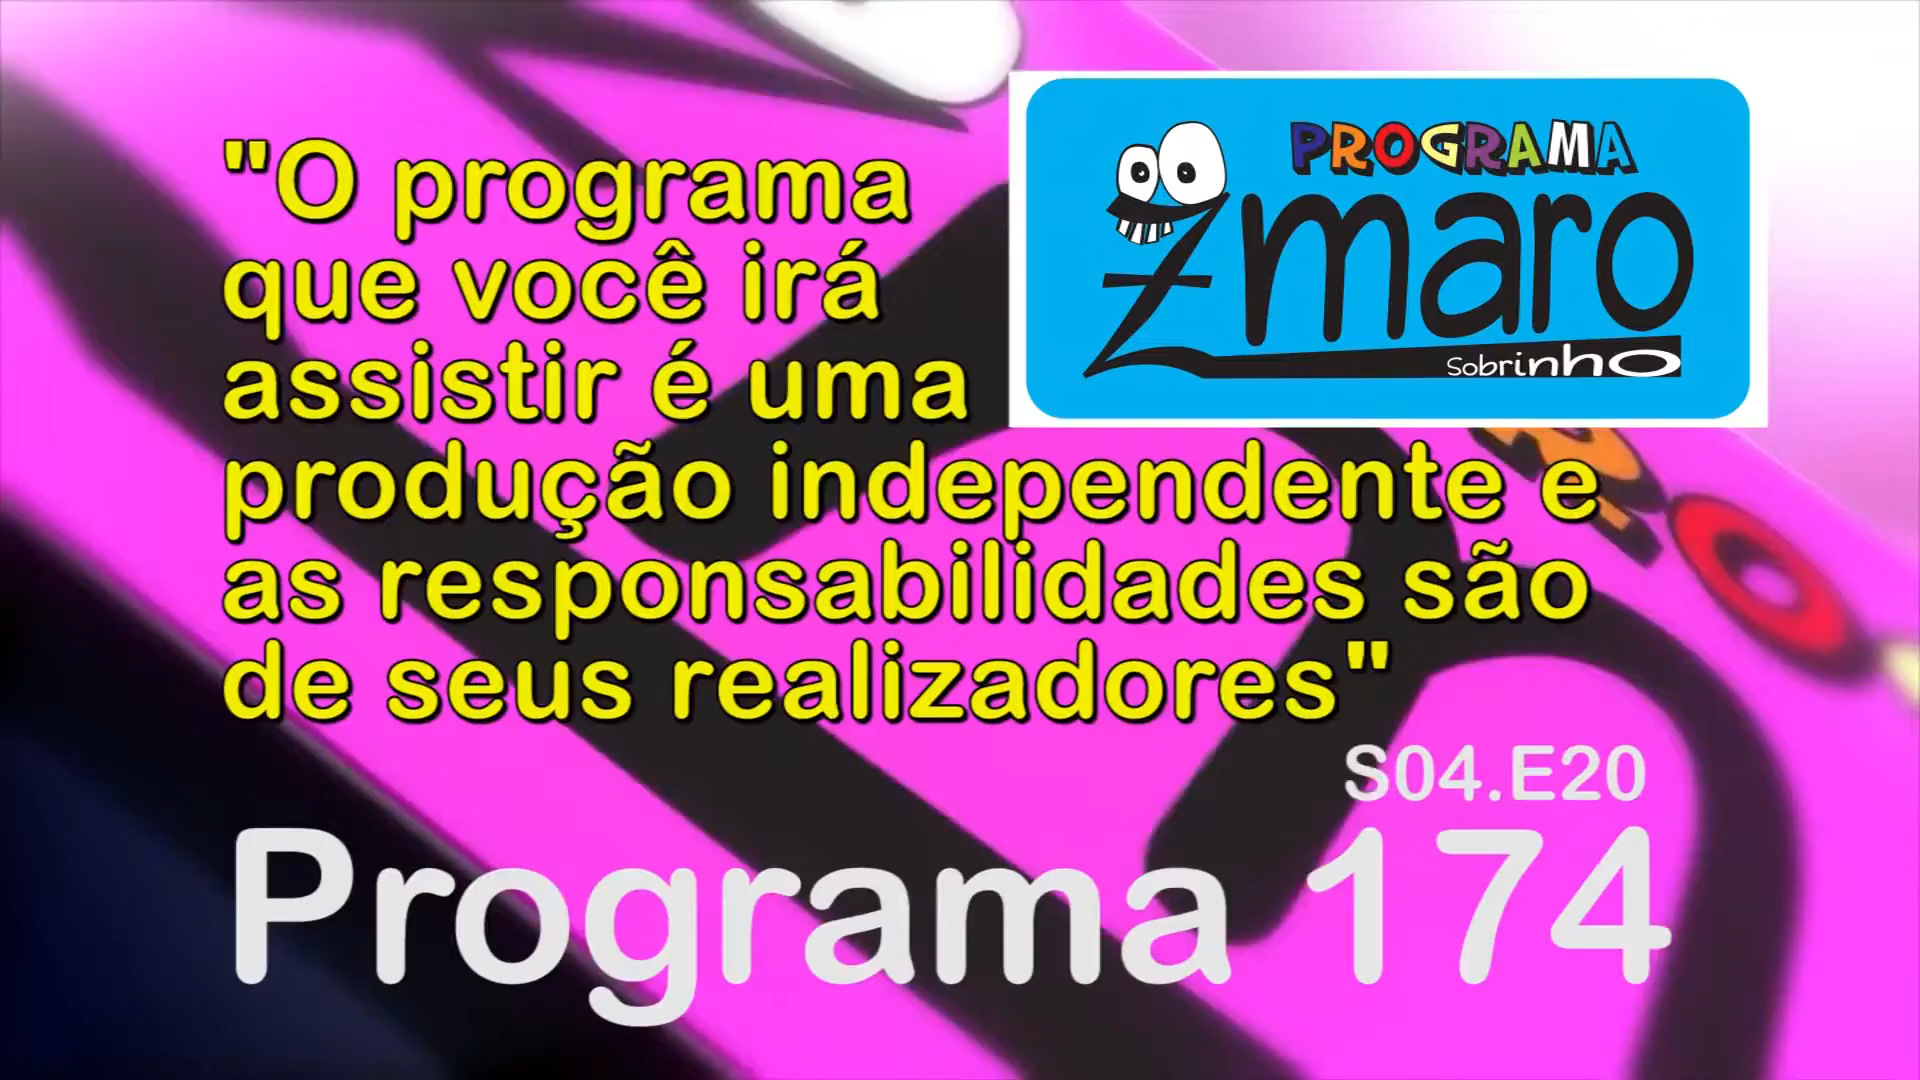 "O programa
que você irá
assistir é uma
produção independente e
as responsabilidades são
de seus realizadores"
PROGRAMA
Zmaro
Sobrinho
S04.E20
Programa 174